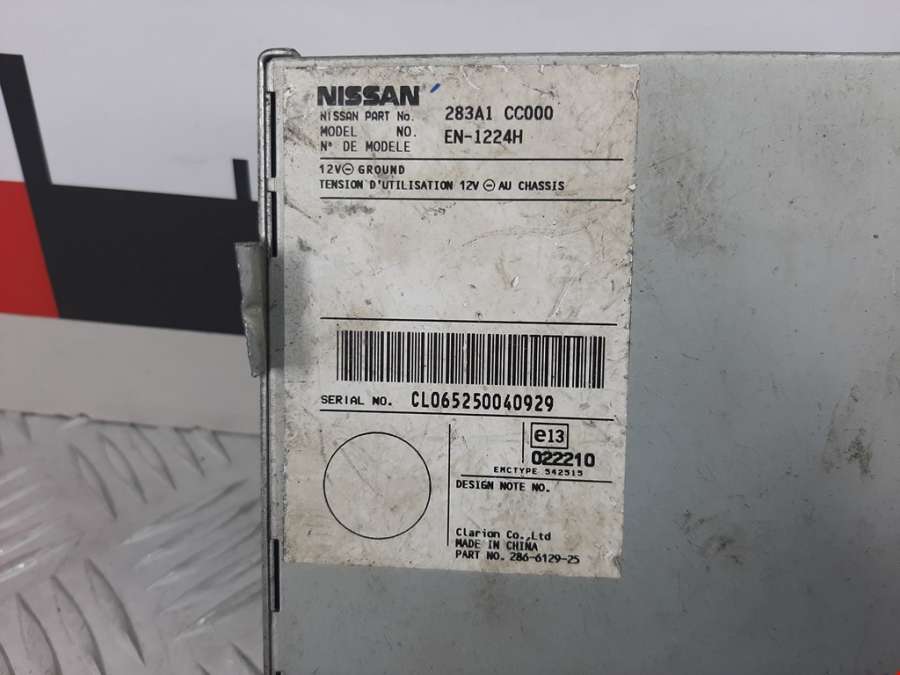 NISSAN
NISSAN PART No. 283A1 CC000
MODEL NO. EN-1224H
N° DE MODELE
12V⊖ GROUND
TENSION D'UTILISATION 12V ⊖ AU CHASSIS
SERIAL NO. CL065250040929
e13
022210
EMCTYPE 542515
DESIGN NOTE NO.
Clarion Co.,Ltd
MADE IN CHINA
PART NO. 286-6129-25